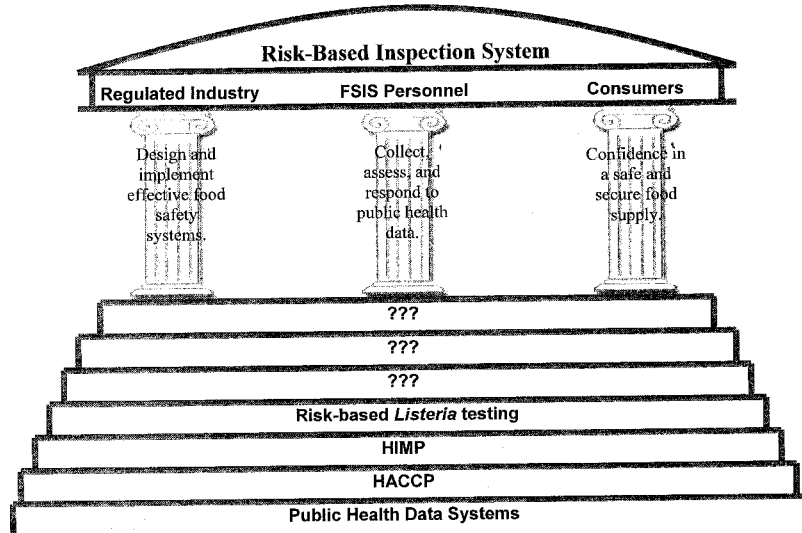 Risk-Based Inspection System
Regulated Industry
FSIS Personnel
Consumers
Design and
implement
effective food
safety
systems.
Collect,
assess, and
respond to
public health
data.
Confidence in
a safe and
secure food
supply.
???
???
???
Risk-based Listeria testing
HIMP
HACCP
Public Health Data Systems